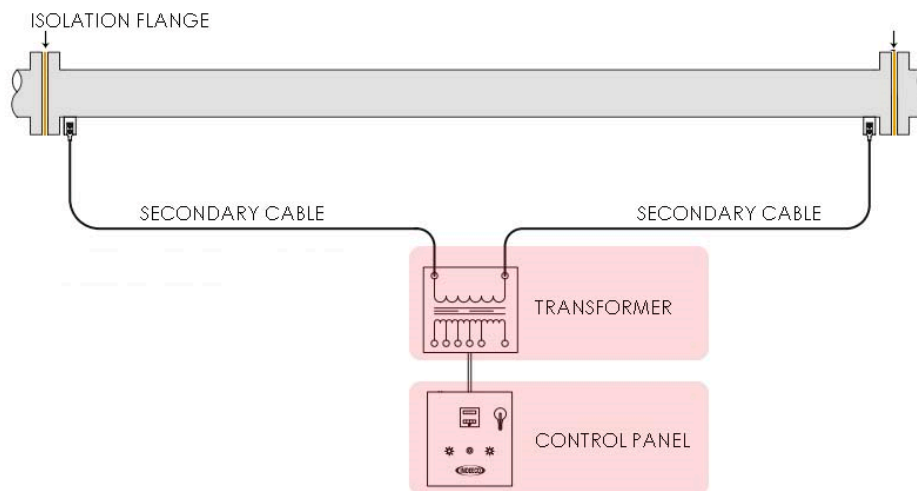 ISOLATION FLANGE
SECONDARY CABLE
SECONDARY CABLE
TRANSFORMER
CONTROL PANEL